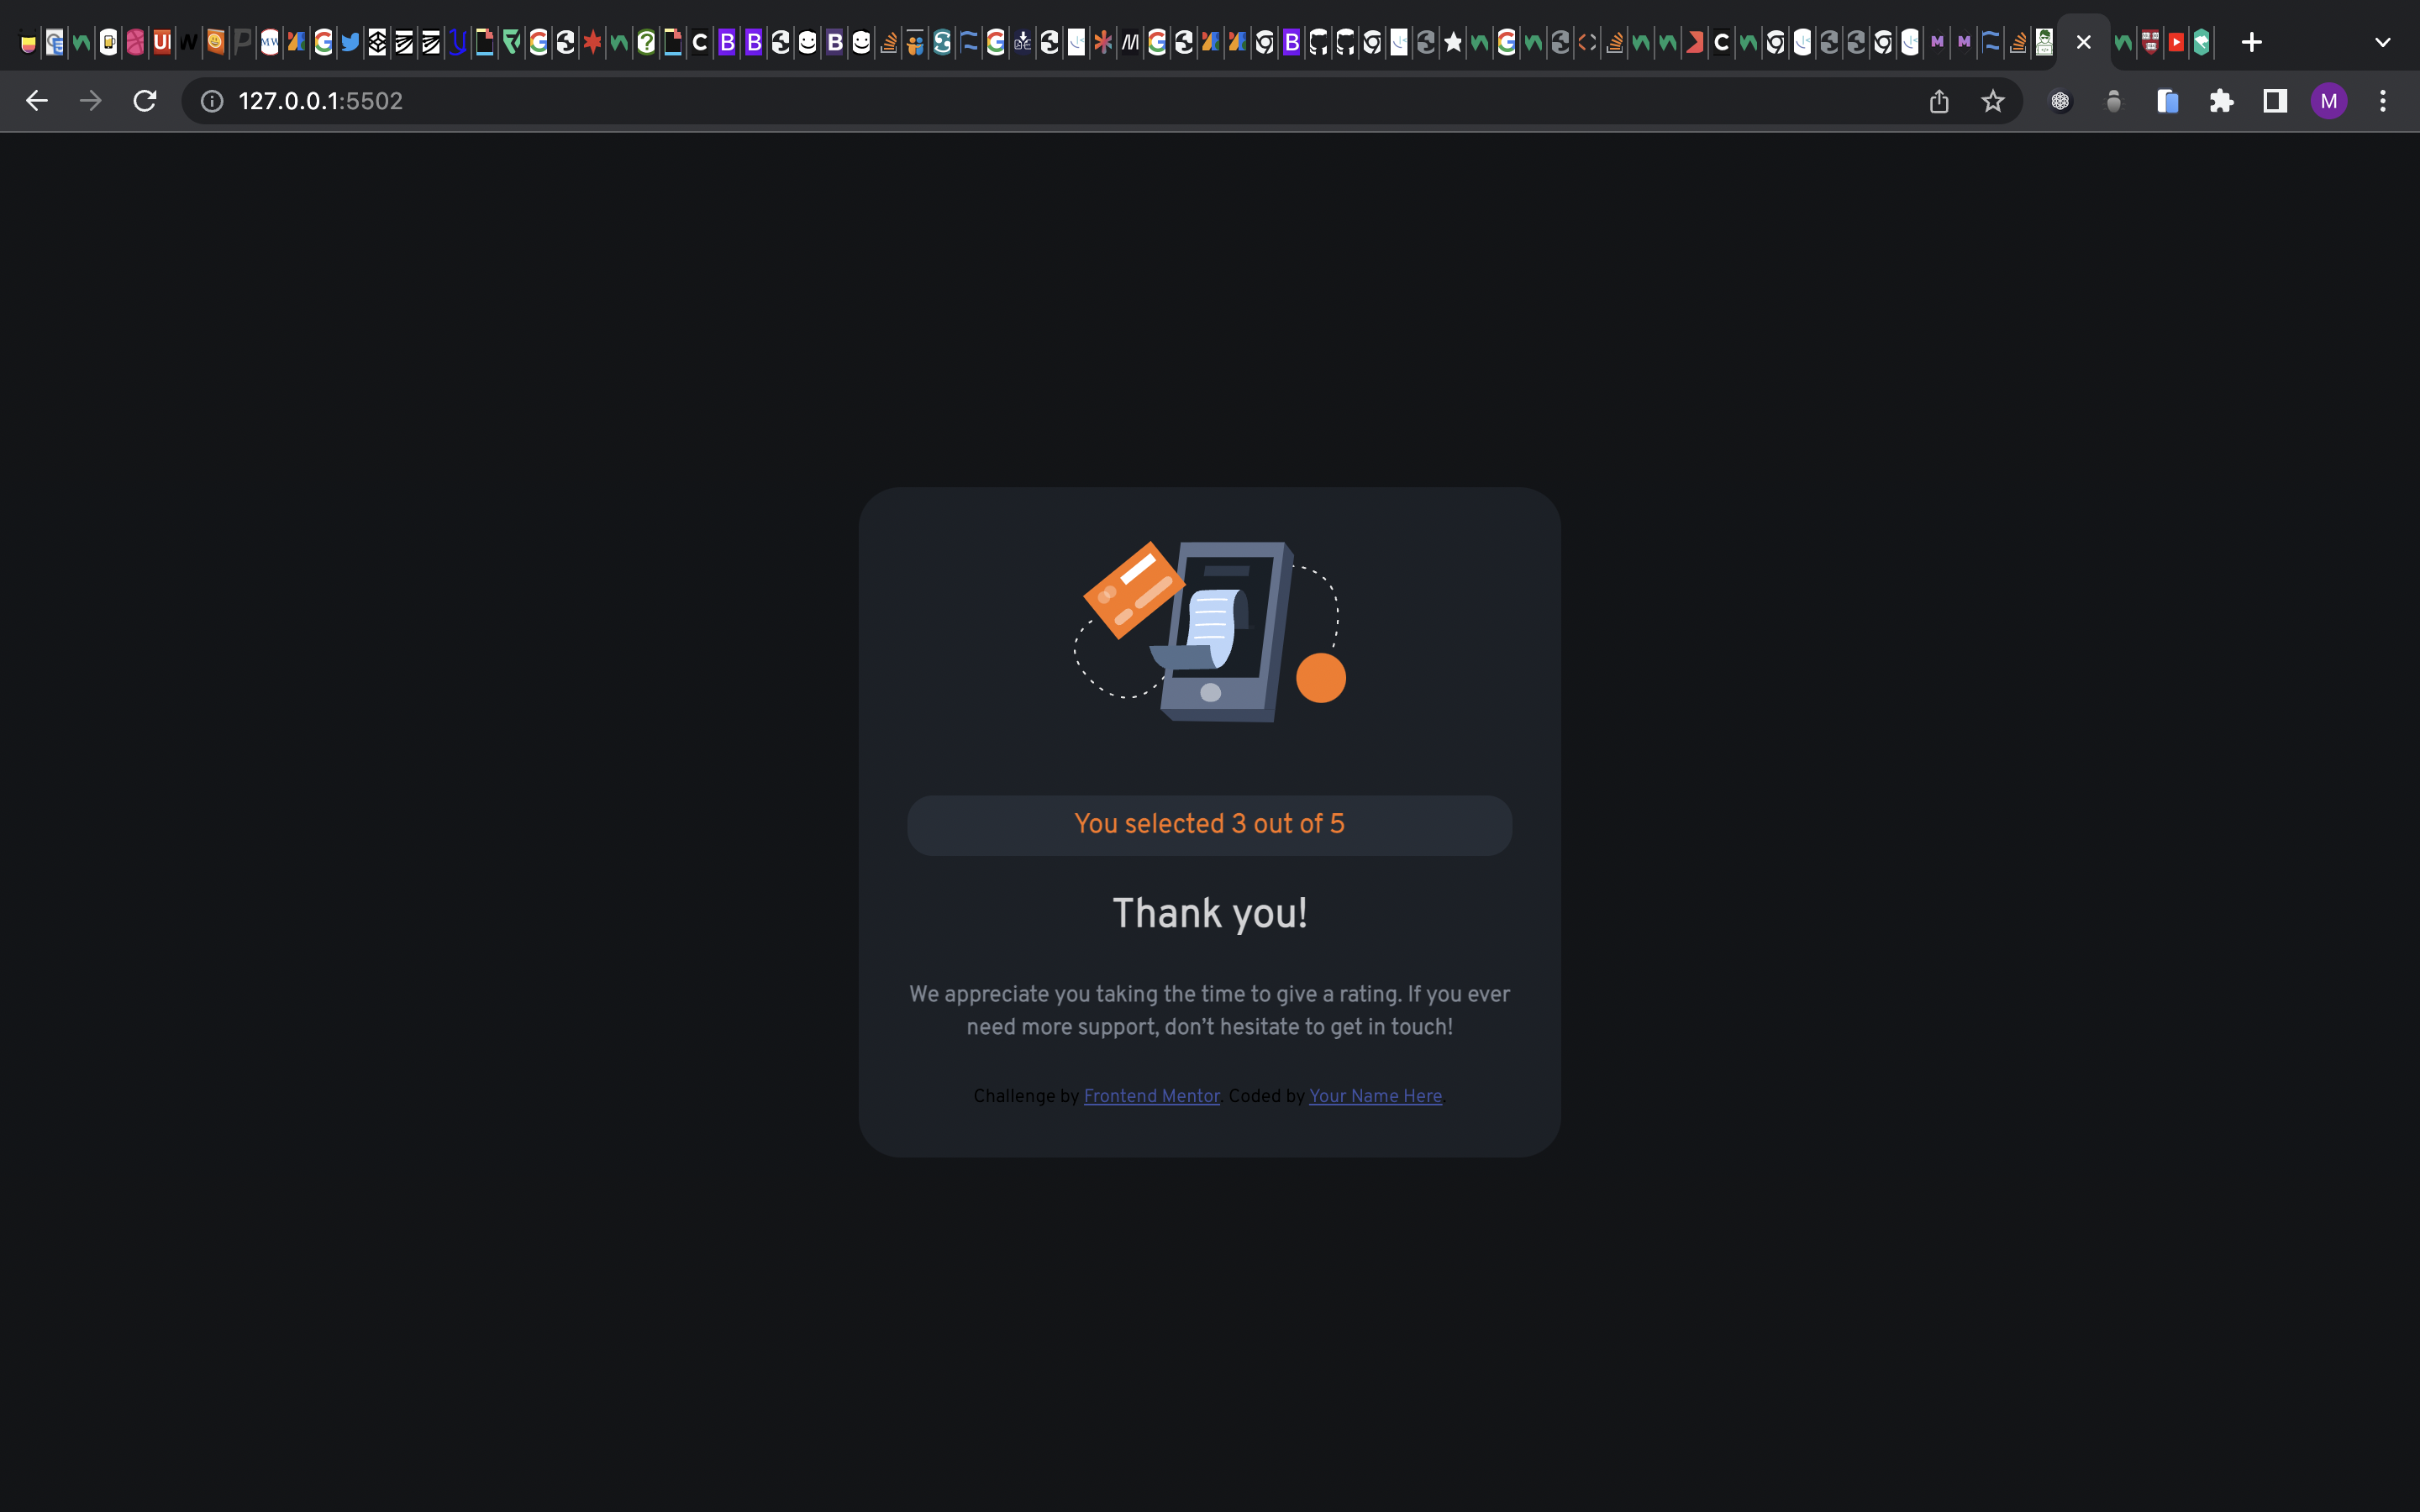 127.0.0.1:5502
M
You selected 3 out of 5
Thank you!
We appreciate you taking the time to give a rating. If you ever
need more support, don’t hesitate to get in touch!
Challenge by Frontend Mentor. Coded by Your Name Here.